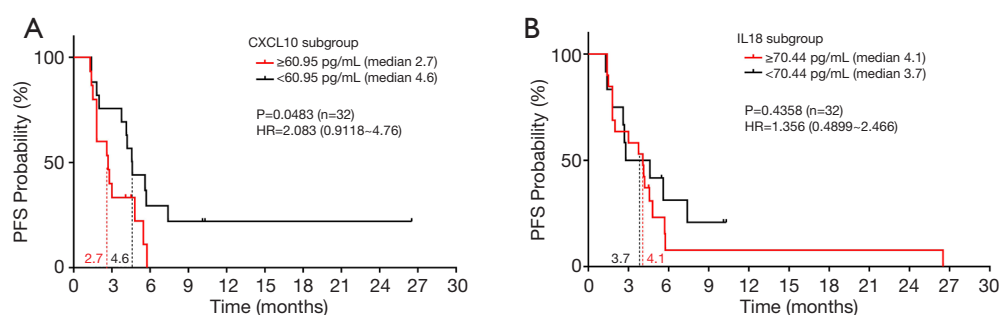 A
CXCL10 subgroup
≥60.95 pg/mL (median 2.7)
<60.95 pg/mL (median 4.6)
P=0.0483 (n=32)
HR=2.083 (0.9118~4.76)
PFS Probability (%)
100
50
0
2.7
4.6
0 3 6 9 12 15 18 21 24 27 30
Time (months)
B
IL18 subgroup
≥70.44 pg/mL (median 4.1)
<70.44 pg/mL (median 3.7)
P=0.4358 (n=32)
HR=1.356 (0.4899~2.466)
PFS Probability (%)
100
50
0
3.7
4.1
0 3 6 9 12 15 18 21 24 27 30
Time (months)